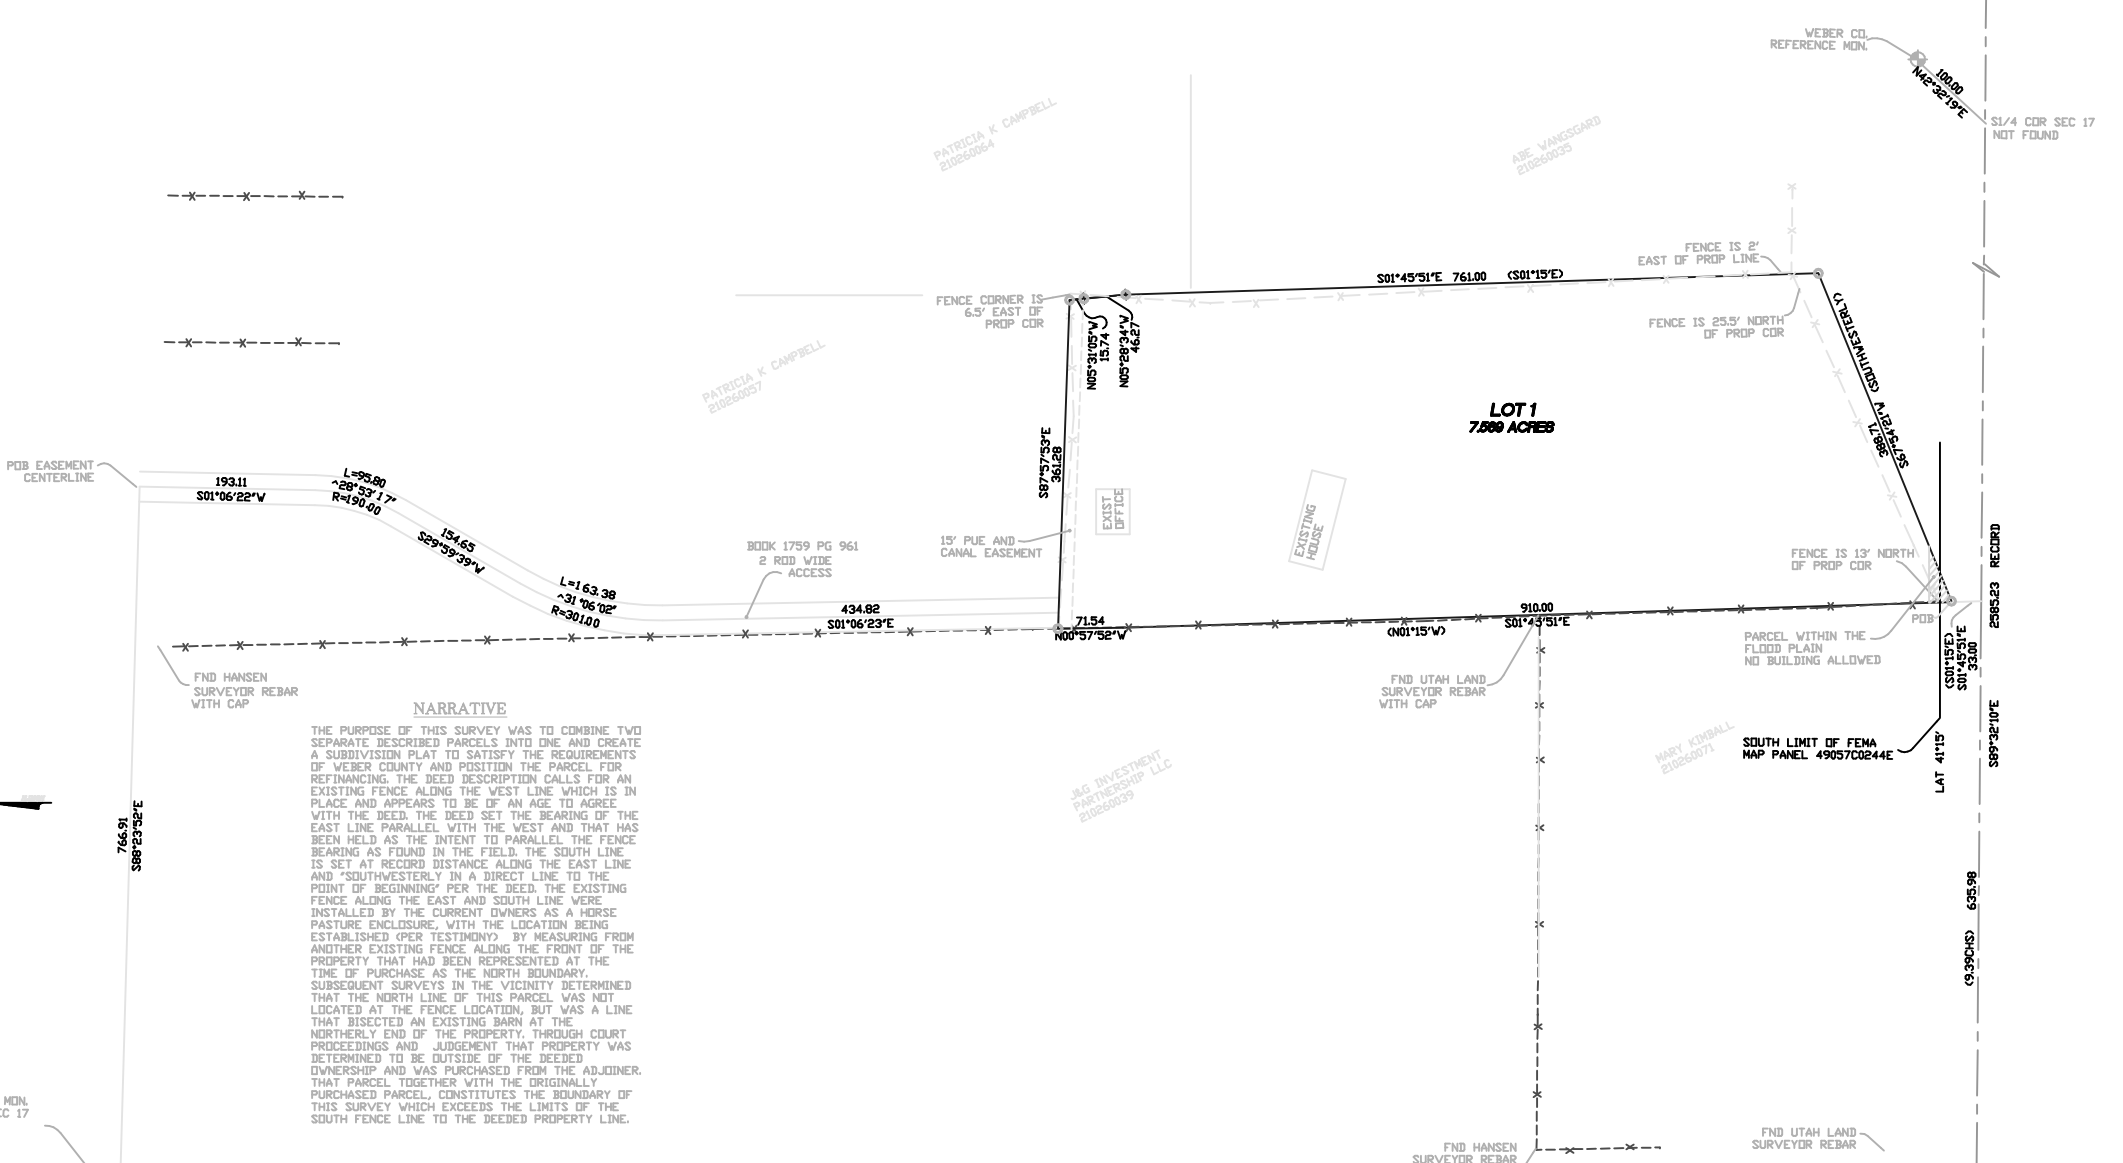 WEBER CO.
REFERENCE MON.
100.00
N42°32'19"E
S1/4 COR SEC 17
NOT FOUND
PATRICIA K CAMPBELL
210260064
ABE WANGSGARD
210260035
FENCE IS 2'
EAST OF PROP LINE
S01°45'51"E 761.00 (S01°15'E)
FENCE CORNER IS
6.5' EAST OF
PROP COR
N05°31'05"W
15.74
N05°28'34"W
46.27
FENCE IS 25.5' NORTH
OF PROP COR
S67°54'21"W (SOUTHWESTERLY)
388.71
PATRICIA K CAMPBELL
210260057
LOT 1
7.569 ACRES
S87°57'53"E
361.28
POB EASEMENT
CENTERLINE
193.11
S01°06'22"W
L=95.80
^28°53'17"
R=190.00
154.65
S29°59'39"W
EXIST
OFFICE
EXISTING
HOUSE
BOOK 1759 PG 961
2 ROD WIDE
ACCESS
15' PUE AND
CANAL EASEMENT
FENCE IS 13' NORTH
OF PROP COR
L=163.38
^31°06'02"
R=301.00
434.82
S01°06'23"E
71.54
N00°57'52"W
910.00
S01°45'51"E
(N01°15'W)
POB
PARCEL WITHIN THE
FLOOD PLAIN
NO BUILDING ALLOWED
(S01°15'E)
S01°45'51"E
33.00
2585.23 RECORD
FND HANSEN
SURVEYOR REBAR
WITH CAP
FND UTAH LAND
SURVEYOR REBAR
WITH CAP
SOUTH LIMIT OF FEMA
MAP PANEL 49057C0244E
LAT 41°15'
S89°32'10"E
MARY KIMBALL
210260071
J&G INVESTMENT
PARTNERSHIP LLC
210260039
NARRATIVE
THE PURPOSE OF THIS SURVEY WAS TO COMBINE TWO
SEPARATE DESCRIBED PARCELS INTO ONE AND CREATE
A SUBDIVISION PLAT TO SATISFY THE REQUIREMENTS
OF WEBER COUNTY AND POSITION THE PARCEL FOR
REFINANCING. THE DEED DESCRIPTION CALLS FOR AN
EXISTING FENCE ALONG THE WEST LINE WHICH IS IN
PLACE AND APPEARS TO BE OF AN AGE TO AGREE
WITH THE DEED. THE DEED SET THE BEARING OF THE
EAST LINE PARALLEL WITH THE WEST AND THAT HAS
BEEN HELD AS THE INTENT TO PARALLEL THE FENCE
BEARING AS FOUND IN THE FIELD. THE SOUTH LINE
IS SET AT RECORD DISTANCE ALONG THE EAST LINE
AND "SOUTHWESTERLY IN A DIRECT LINE TO THE
POINT OF BEGINNING" PER THE DEED. THE EXISTING
FENCE ALONG THE EAST AND SOUTH LINE WERE
INSTALLED BY THE CURRENT OWNERS AS A HORSE
PASTURE ENCLOSURE, WITH THE LOCATION BEING
ESTABLISHED (PER TESTIMONY) BY MEASURING FROM
ANOTHER EXISTING FENCE ALONG THE FRONT OF THE
PROPERTY THAT HAD BEEN REPRESENTED AT THE
TIME OF PURCHASE AS THE NORTH BOUNDARY.
SUBSEQUENT SURVEYS IN THE VICINITY DETERMINED
THAT THE NORTH LINE OF THIS PARCEL WAS NOT
LOCATED AT THE FENCE LOCATION, BUT WAS A LINE
THAT BISECTED AN EXISTING BARN AT THE
NORTHERLY END OF THE PROPERTY. THROUGH COURT
PROCEEDINGS AND JUDGEMENT THAT PROPERTY WAS
DETERMINED TO BE OUTSIDE OF THE DEEDED
OWNERSHIP AND WAS PURCHASED FROM THE ADJOINER.
THAT PARCEL TOGETHER WITH THE ORIGINALLY
PURCHASED PARCEL, CONSTITUTES THE BOUNDARY OF
THIS SURVEY WHICH EXCEEDS THE LIMITS OF THE
SOUTH FENCE LINE TO THE DEEDED PROPERTY LINE.
766.91
S88°23'52"E
(9.39CHS) 635.98
MON.
EC 17
FND HANSEN
SURVEYOR REBAR
FND UTAH LAND
SURVEYOR REBAR